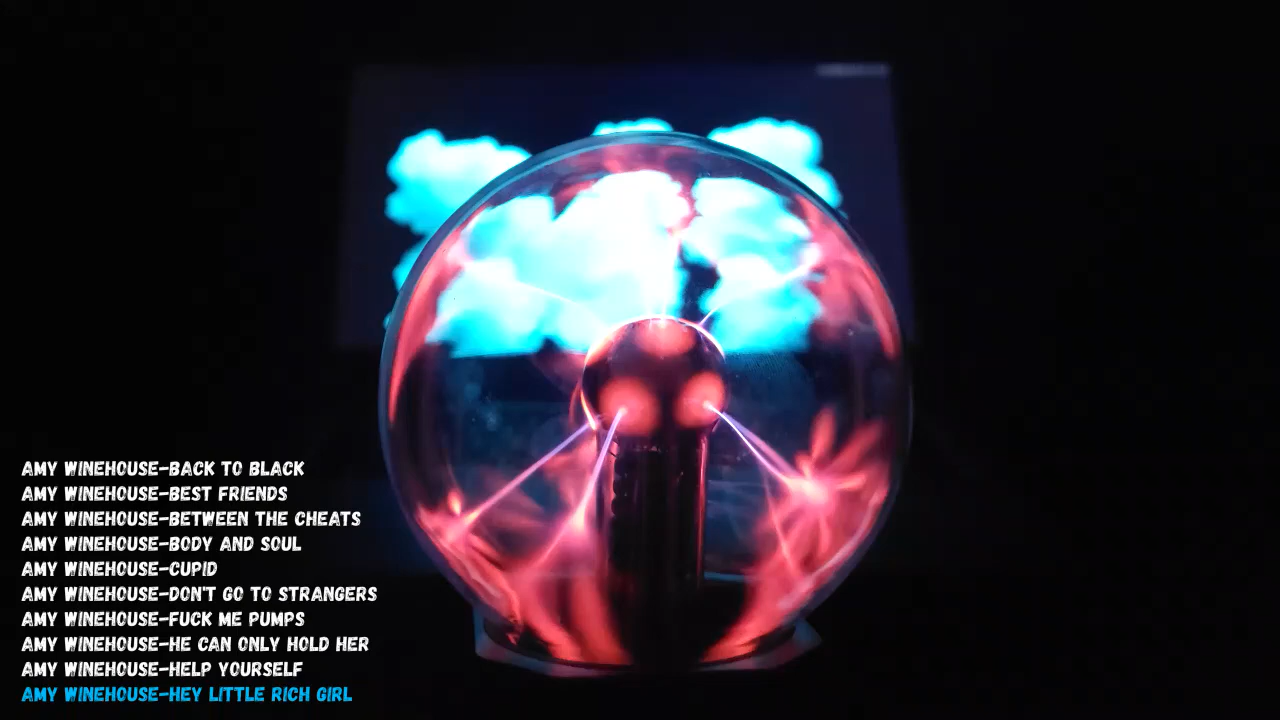 AMY WINEHOUSE-BACK TO BLACK
AMY WINEHOUSE-BEST FRIENDS
AMY WINEHOUSE-BETWEEN THE CHEATS
AMY WINEHOUSE-BODY AND SOUL
AMY WINEHOUSE-CUPID
AMY WINEHOUSE-DON'T GO TO STRANGERS
AMY WINEHOUSE-FUCK ME PUMPS
AMY WINEHOUSE-HE CAN ONLY HOLD HER
AMY WINEHOUSE-HELP YOURSELF
AMY WINEHOUSE-HEY LITTLE RICH GIRL